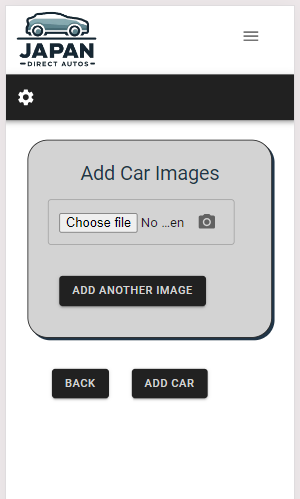 JAPAN
DIRECT AUTOS
Add Car Images
Choose file No ...en
ADD ANOTHER IMAGE
BACK ADD CAR